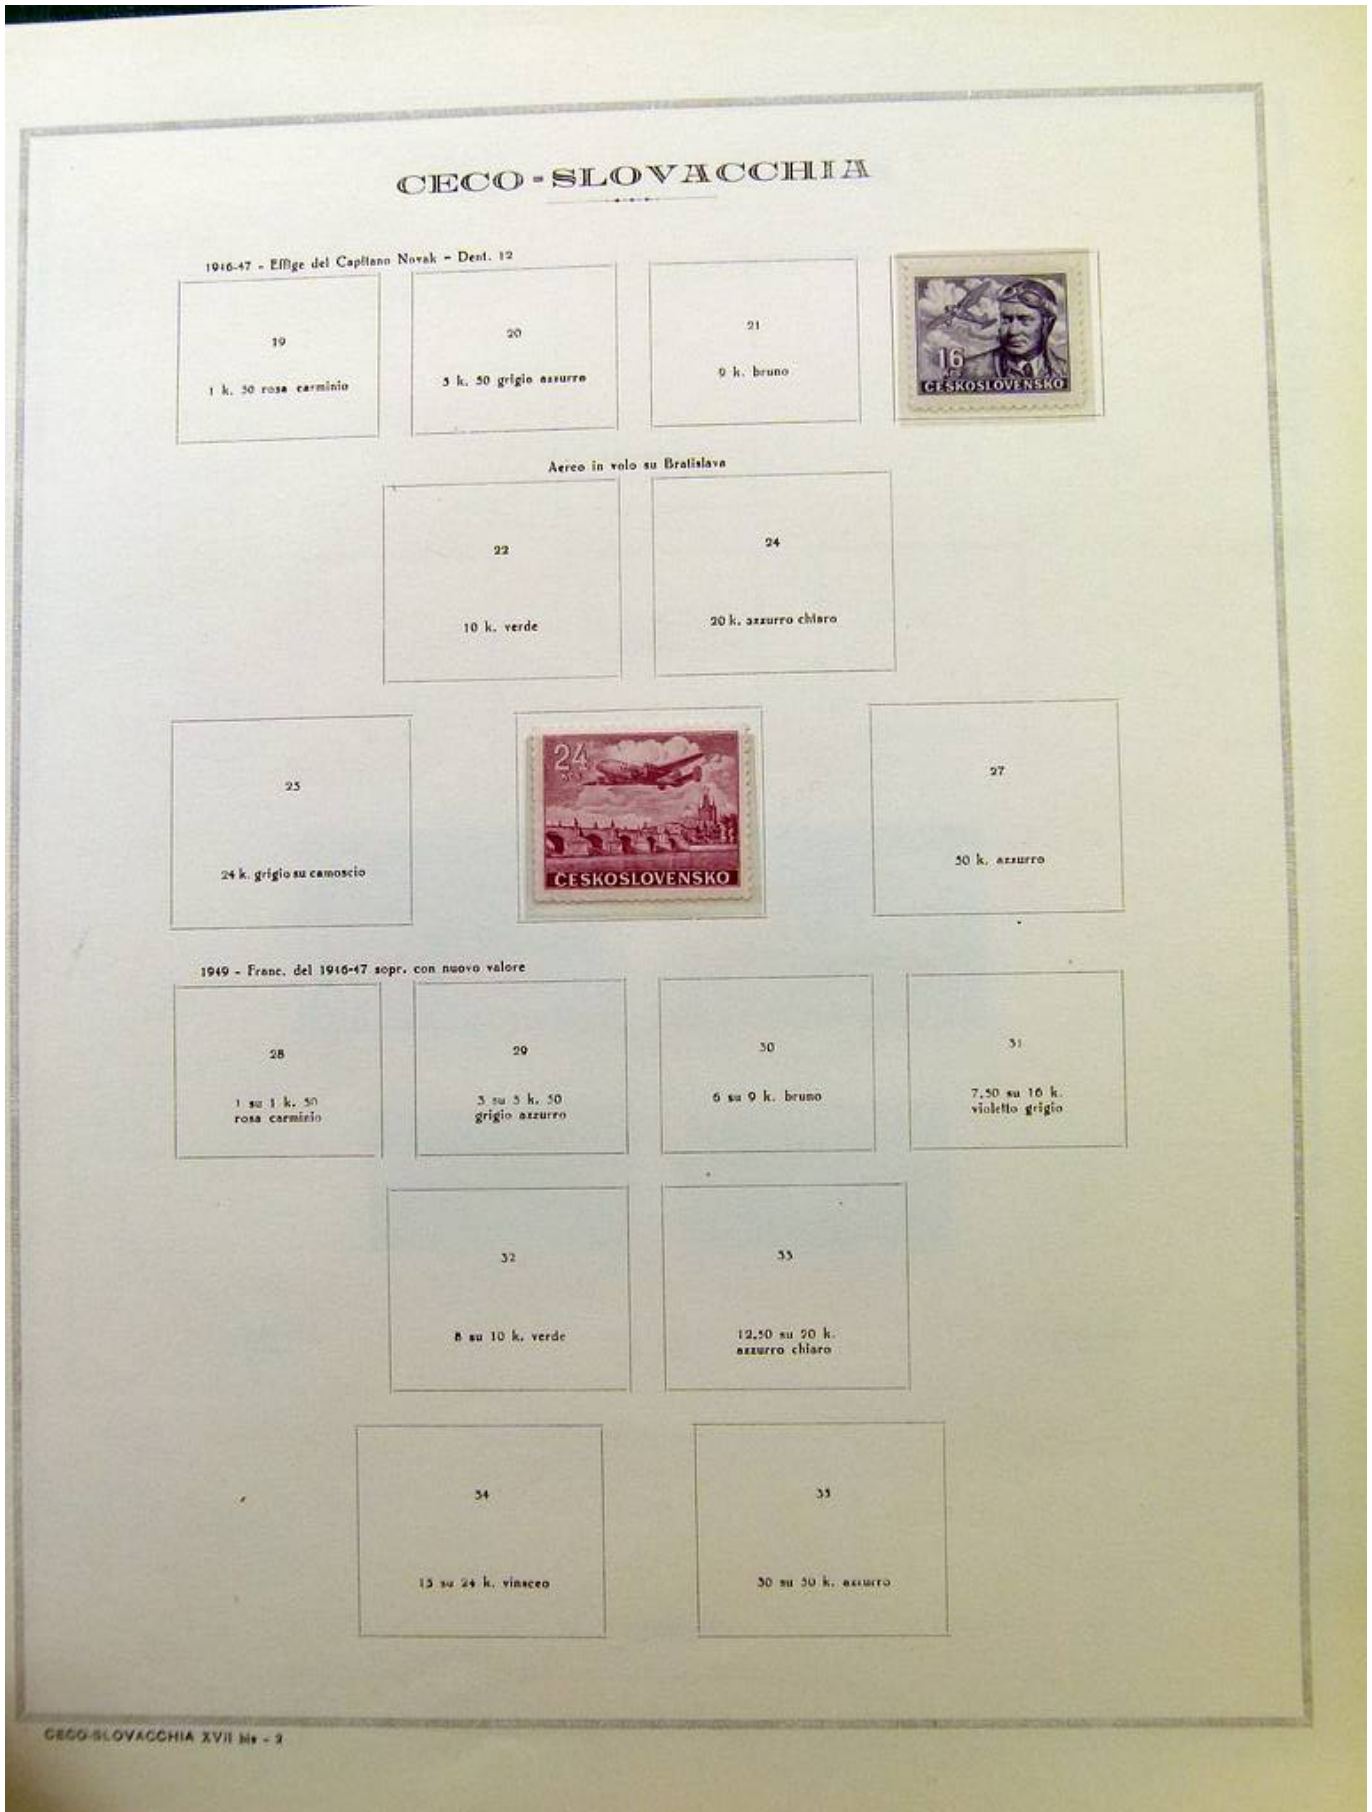 CECO-SLOVACCHIA
1946-47 - Effige del Capitano Novak - Dent. 12
19
1 k. 50 rosa carminio
20
5 k. 50 grigio azzurro
21
9 k. bruno
16
KČS
ČESKOSLOVENSKO
Aereo in volo su Bratislava
22
10 k. verde
24
20 k. azzurro chiaro
25
24 k. grigio su camoscio
24
KČS
ČESKOSLOVENSKO
27
50 k. azzurro
1949 - Franc. del 1946-47 sopr. con nuovo valore
28
1 su 1 k. 50
rosa carminio
29
3 su 5 k. 50
grigio azzurro
30
6 su 9 k. bruno
31
7,50 su 16 k.
violetto grigio
32
8 su 10 k. verde
33
12,50 su 20 k.
azzurro chiaro
34
15 su 24 k. vinaceo
35
30 su 50 k. azzurro
CECO-SLOVACCHIA XVII bis - 2